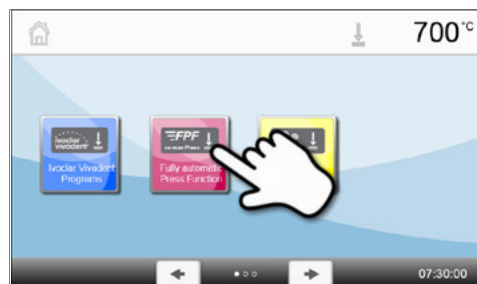 700°C
ivoclar
vivadent
FPF
Ivoclar Vivadent
Programs
Fully automatic
Press Function
07:30:00